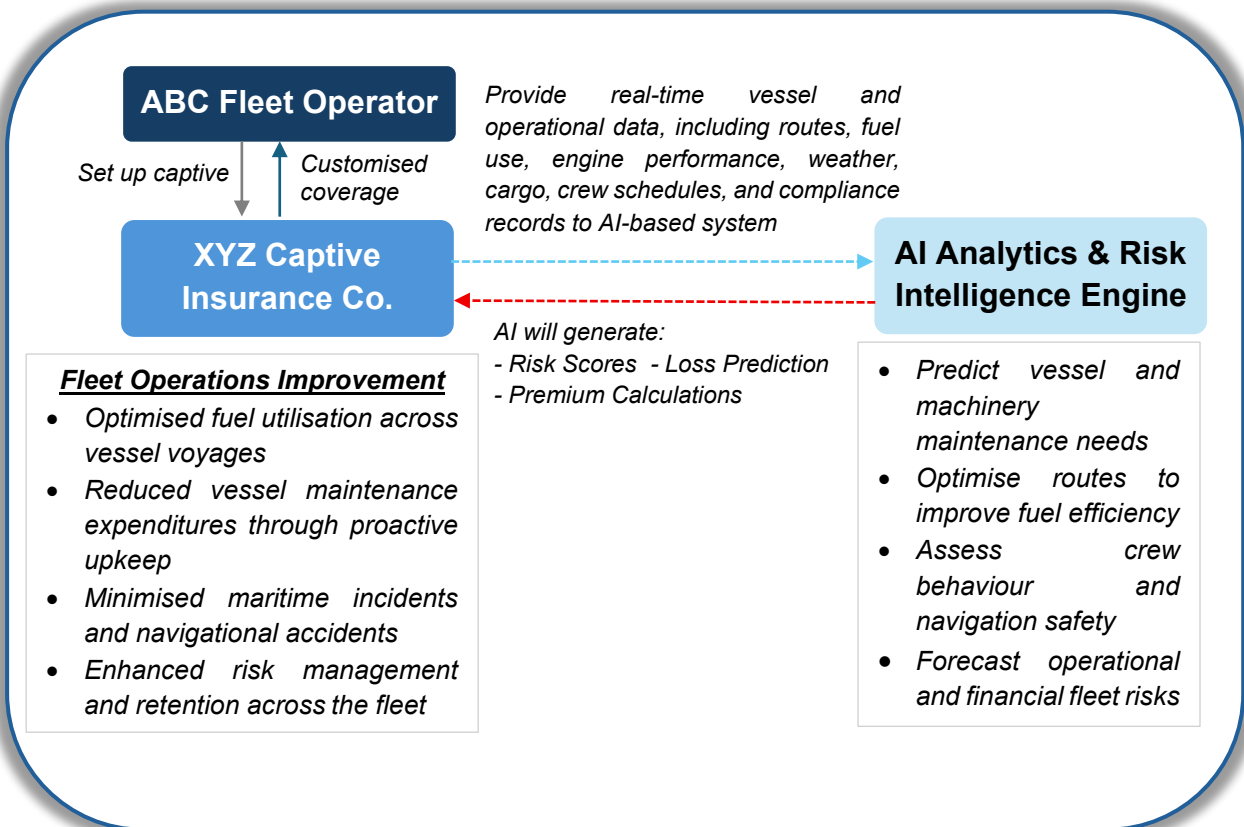 ABC Fleet Operator
Set up captive
Customised
coverage
Provide real-time vessel and
operational data, including routes, fuel
use, engine performance, weather,
cargo, crew schedules, and compliance
records to AI-based system
XYZ Captive
Insurance Co.
AI Analytics & Risk
Intelligence Engine
AI will generate:
- Risk Scores - Loss Prediction
- Premium Calculations
Fleet Operations Improvement
• Optimised fuel utilisation across
vessel voyages
• Reduced vessel maintenance
expenditures through proactive
upkeep
• Minimised maritime incidents
and navigational accidents
• Enhanced risk management
and retention across the fleet
• Predict vessel and
machinery
maintenance needs
• Optimise routes to
improve fuel efficiency
• Assess crew
behaviour and
navigation safety
• Forecast operational
and financial fleet risks